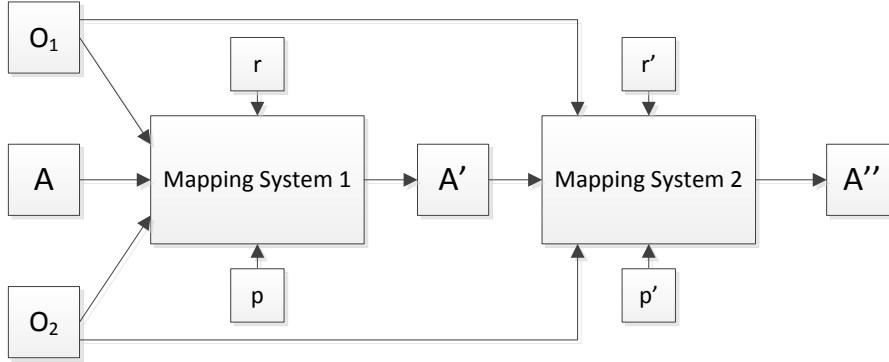 O₁
r
r’
A
Mapping System 1
A’
Mapping System 2
A’’
O₂
p
p’